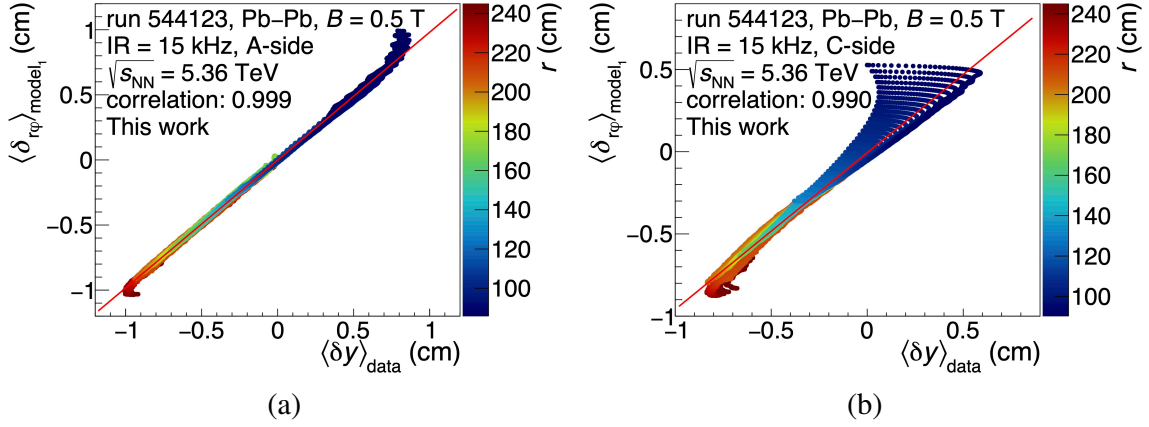 run 544123, Pb−Pb, B = 0.5 T
IR = 15 kHz, A-side
√sNN = 5.36 TeV
correlation: 0.999
This work
⟨δrφ⟩model1 (cm)
1
0.5
0
−0.5
−1
−1
−0.5
0
0.5
1
⟨δy⟩data (cm)
r (cm)
240
220
200
180
160
140
120
100
(a)
run 544123, Pb−Pb, B = 0.5 T
IR = 15 kHz, C-side
√sNN = 5.36 TeV
correlation: 0.990
This work
⟨δrφ⟩model1 (cm)
0.5
0
−0.5
−1
−1
−0.5
0
0.5
⟨δy⟩data (cm)
r (cm)
240
220
200
180
160
140
120
100
(b)